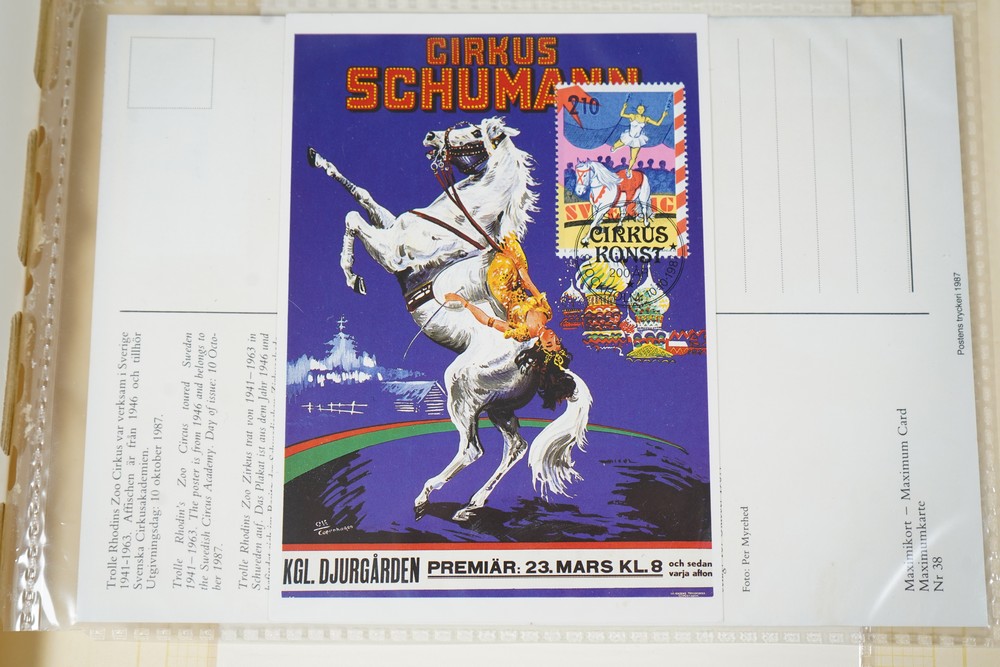 CIRKUS
SCHUMANN
210
SVERIGE
CIRKUS
KONST
200 ÅR
KGL. DJURGÅRDEN
PREMIÄR: 23. MARS KL. 8
och sedan
varje afton
Copenhagen
Trolle Rhodins Zoo Cirkus var verksam i Sverige
1941-1963. Affischen är från 1946 och tillhör
Svenska Cirkusakademien.
Utgivningsdag: 10 oktober 1987.
Trolle Rhodin's Zoo Circus toured Sweden
1941–1963. The poster is from 1946 and belongs to
the Swedish Circus Academy. Day of issue: 10 Octo-
ber 1987.
Trolle Rhodins Zoo Zirkus trat von 1941–1963 in
Schweden auf. Das Plakat ist aus dem Jahr 1946 und
Foto: Per Myrehed
Maximikort – Maximum Card
Maximumkarte
Nr 38
Postens tryckeri 1987